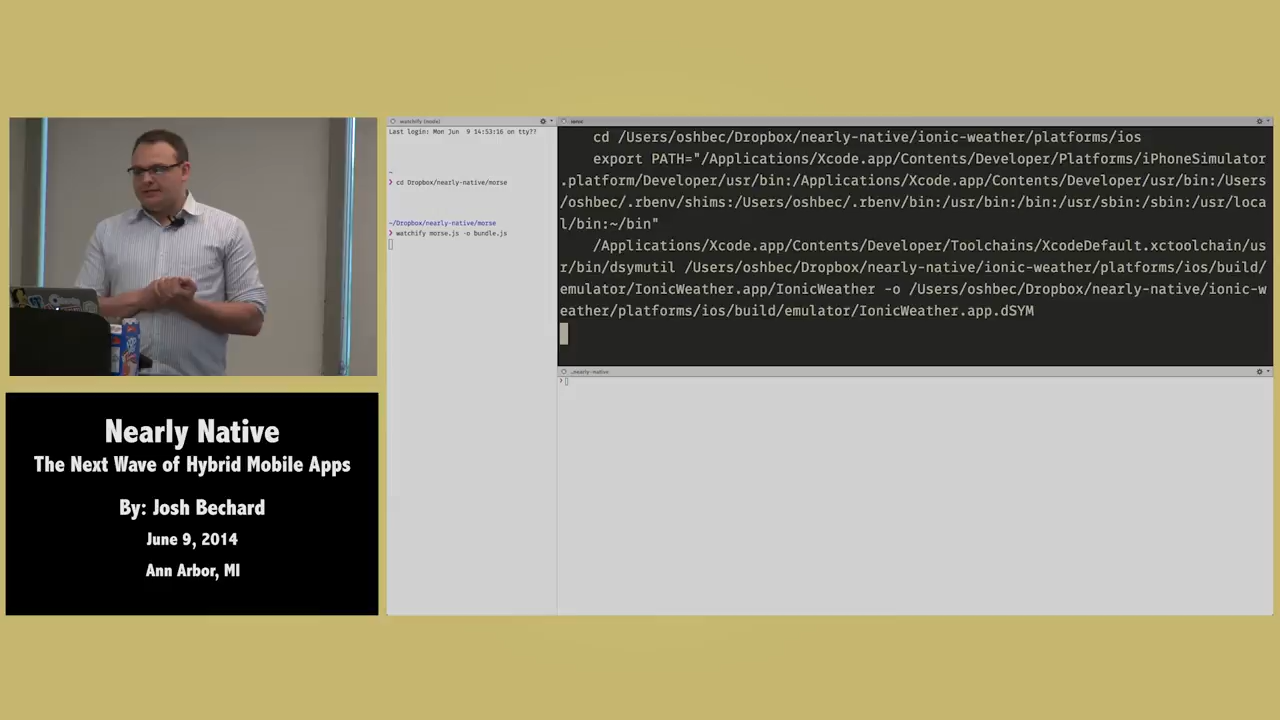 Nearly Native
The Next Wave of Hybrid Mobile Apps
By: Josh Bechard
June 9, 2014
Ann Arbor, MI
watchify (node)
Last login: Mon Jun  9 14:53:16 on tty??
~
❯ cd Dropbox/nearly-native/morse
~/Dropbox/nearly-native/morse
❯ watchify morse.js -o bundle.js
ionic
cd /Users/oshbec/Dropbox/nearly-native/ionic-weather/platforms/ios
export PATH="/Applications/Xcode.app/Contents/Developer/Platforms/iPhoneSimulator
.platform/Developer/usr/bin:/Applications/Xcode.app/Contents/Developer/usr/bin:/Users
/oshbec/.rbenv/shims:/Users/oshbec/.rbenv/bin:/usr/bin:/bin:/usr/sbin:/sbin:/usr/loca
l/bin:~/bin"
/Applications/Xcode.app/Contents/Developer/Toolchains/XcodeDefault.xctoolchain/us
r/bin/dsymutil /Users/oshbec/Dropbox/nearly-native/ionic-weather/platforms/ios/build/
emulator/IonicWeather.app/IonicWeather -o /Users/oshbec/Dropbox/nearly-native/ionic-w
eather/platforms/ios/build/emulator/IonicWeather.app.dSYM
..nearly-native
❯